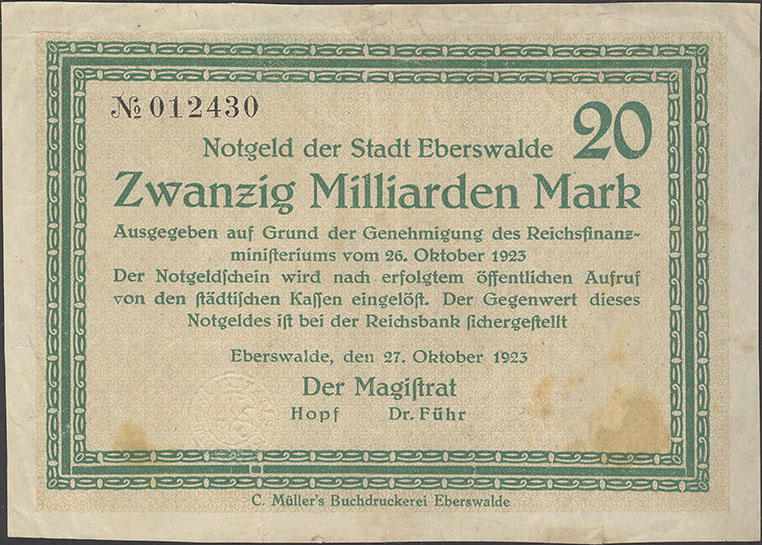 № 012430
20
Notgeld der Stadt Eberswalde
Zwanzig Milliarden Mark
Ausgegeben auf Grund der Genehmigung des Reichsfinanz-
miniſteriums vom 26. Oktober 1923
Der Notgeldſchein wird nach erfolgtem öffentlichen Aufruf
von den ſtädtiſchen Kaſſen eingelöſt. Der Gegenwert dieses
Notgeldes iſt bei der Reichsbank ſichergeſtellt
Eberswalde, den 27. Oktober 1923
Der Magiſtrat
Hopf Dr. Führ
C. Müller's Buchdruckerei Eberswalde